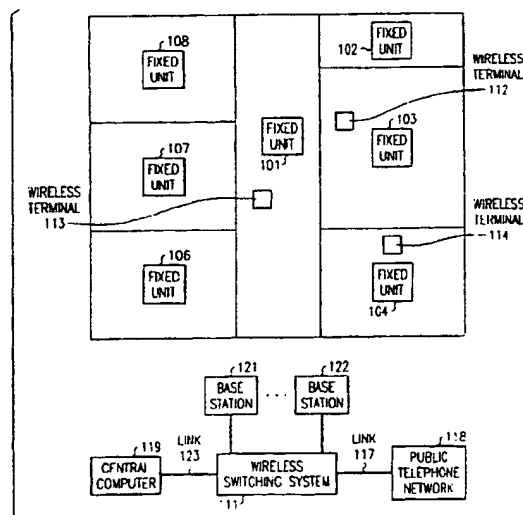 108
FIXED
UNIT
102
FIXED
UNIT
WIRELESS
TERMINAL
112
FIXED
UNIT
101
103
FIXED
UNIT
107
FIXED
UNIT
WIRELESS
TERMINAL
113
WIRELESS
TERMINAL
114
106
FIXED
UNIT
FIXED
UNIT
104
121
BASE
STATION
...
122
BASE
STATION
119
CENTRAL
COMPUTER
LINK
123
WIRELESS
SWITCHING SYSTEM
111
LINK
117
118
PUBLIC
TELEPHONE
NETWORK